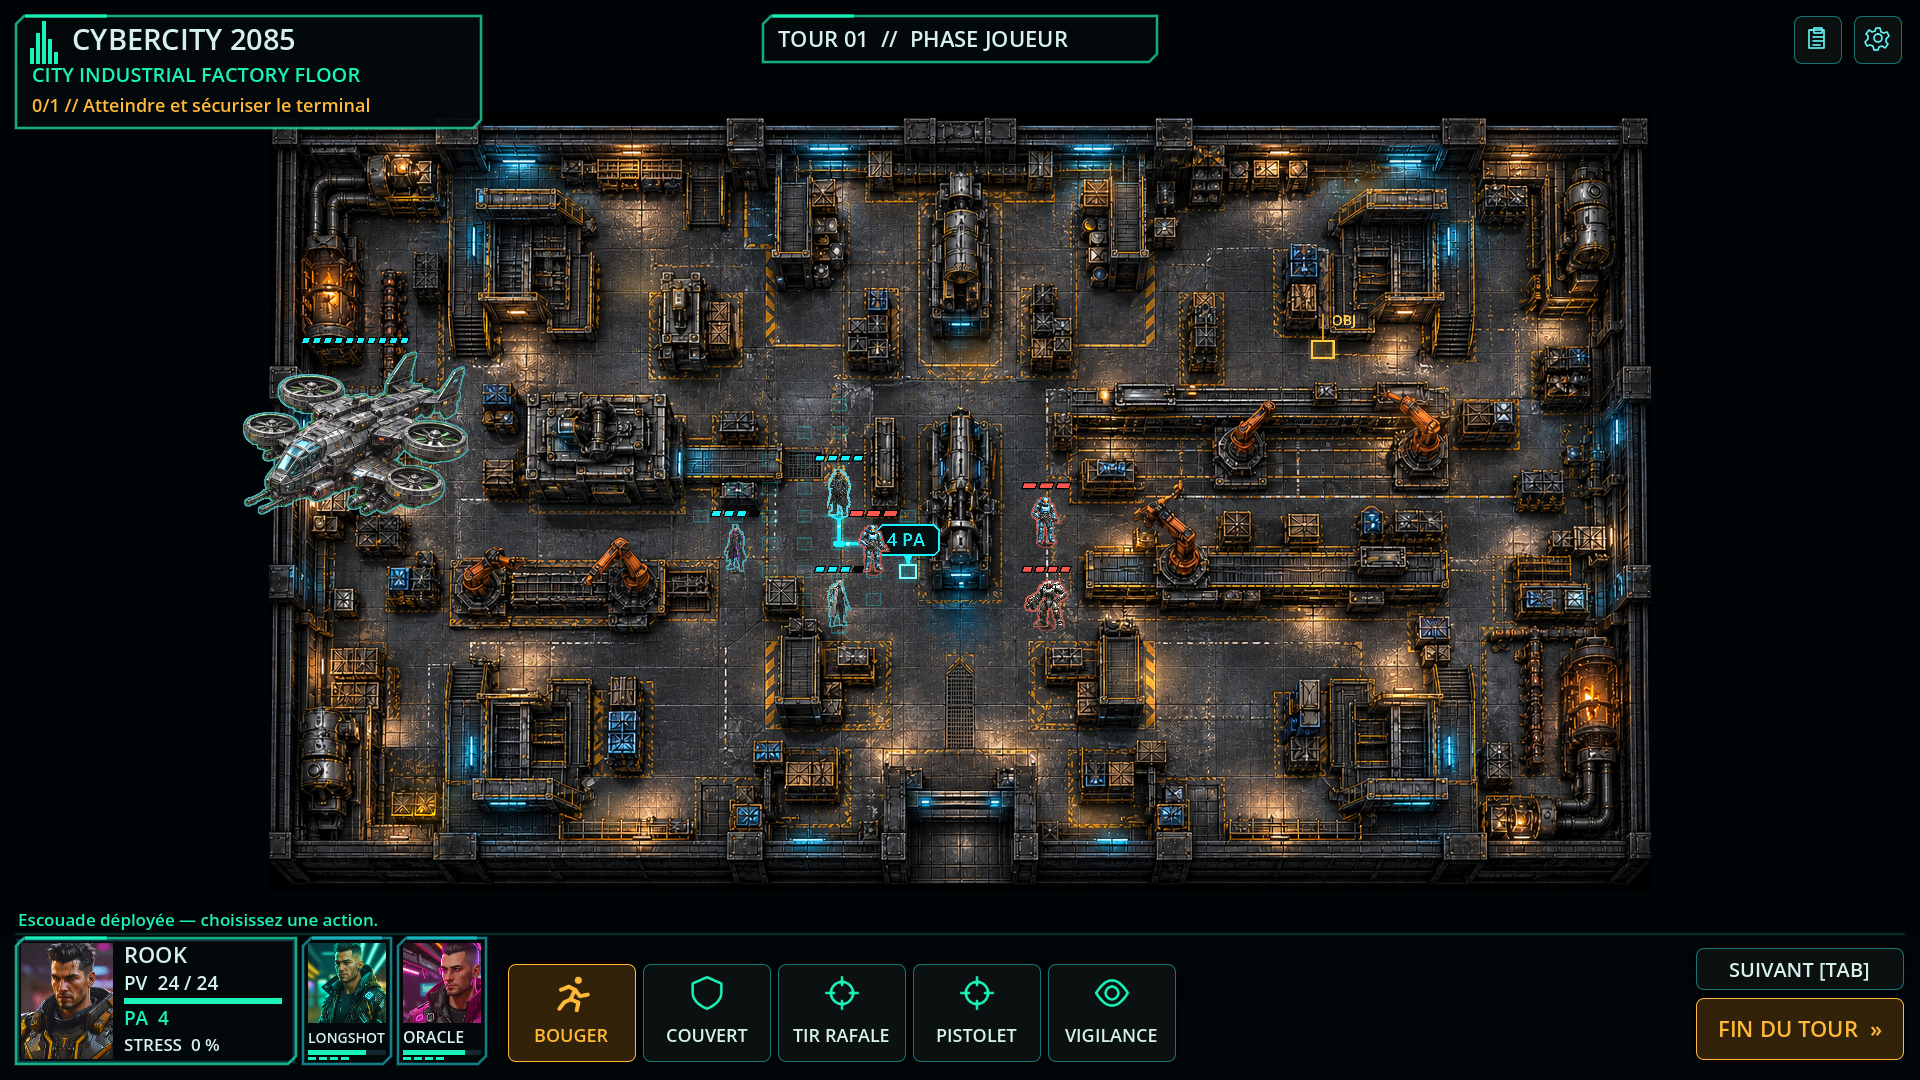 CYBERCITY 2085
CITY INDUSTRIAL FACTORY FLOOR
0/1 // Atteindre et sécuriser le terminal
TOUR 01 // PHASE JOUEUR
OBJ
4 PA
Escouade déployée — choisissez une action.
ROOK
PV 24 / 24
PA 4
STRESS 0 %
LONGSHOT
ORACLE
BOUGER
COUVERT
TIR RAFALE
PISTOLET
VIGILANCE
SUIVANT [TAB]
FIN DU TOUR »